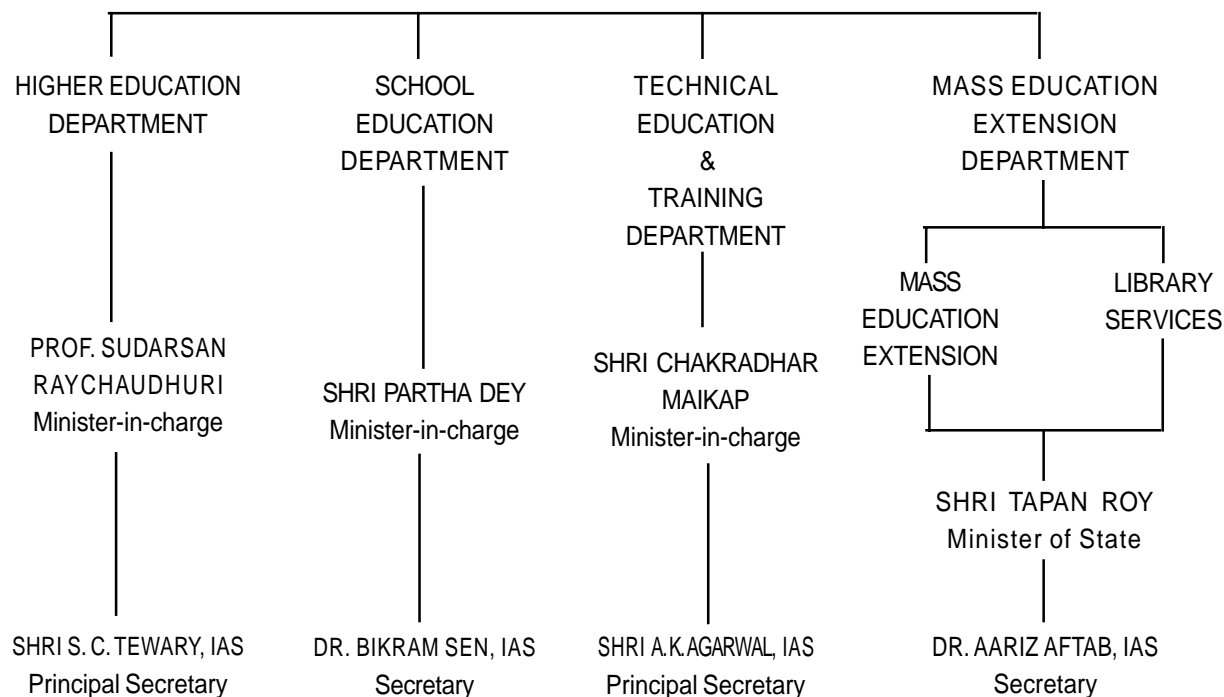 HIGHER EDUCATION
DEPARTMENT
SCHOOL
EDUCATION
DEPARTMENT
TECHNICAL
EDUCATION
&
TRAINING
DEPARTMENT
MASS EDUCATION
EXTENSION
DEPARTMENT
MASS
EDUCATION
EXTENSION
LIBRARY
SERVICES
PROF. SUDARSAN
RAYCHAUDHURI
Minister-in-charge
SHRI PARTHA DEY
Minister-in-charge
SHRI CHAKRADHAR
MAIKAP
Minister-in-charge
SHRI TAPAN ROY
Minister of State
SHRI S. C. TEWARY, IAS
Principal Secretary
DR. BIKRAM SEN, IAS
Secretary
SHRI A.K. AGARWAL, IAS
Principal Secretary
DR. AARIZ AFTAB, IAS
Secretary